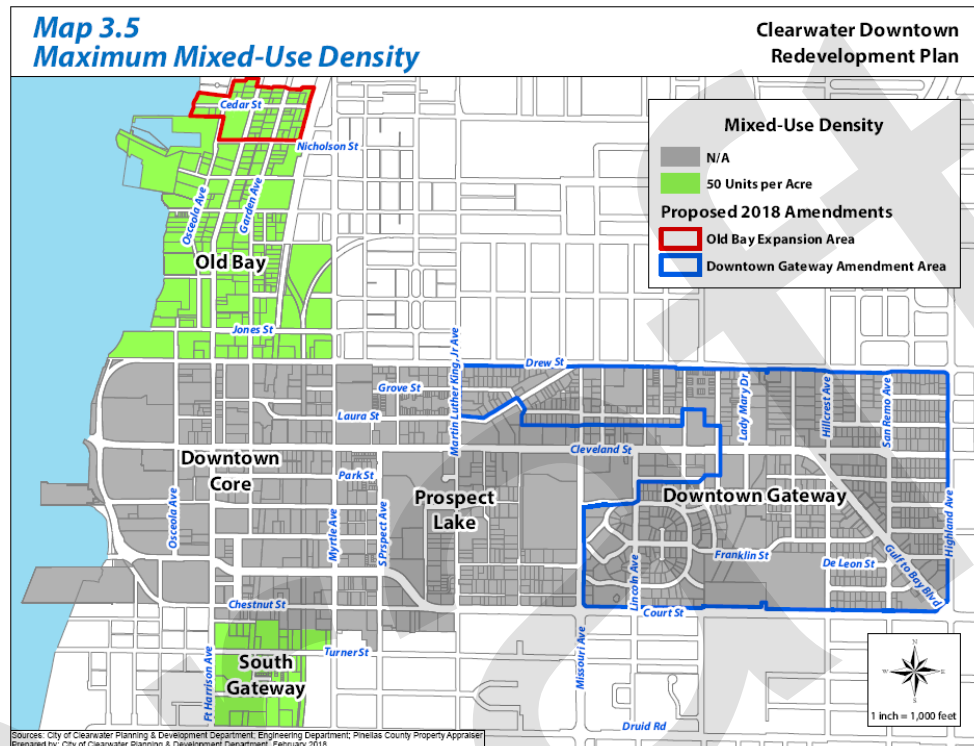 Map 3.5
Maximum Mixed-Use Density
Clearwater Downtown
Redevelopment Plan
Mixed-Use Density
N/A
50 Units per Acre
Proposed 2018 Amendments
Old Bay Expansion Area
Downtown Gateway Amendment Area
Cedar St
Nicholson St
Osceola Ave
Garden Ave
Old Bay
Jones St
Martin Luther King, Jr Ave
Drew St
Grove St
Laura St
Lady Mary Dr
Hillcrest Ave
San Remo Ave
Cleveland St
Downtown
Core
Park St
Prospect
Lake
Downtown Gateway
Osceola Ave
Myrtle Ave
S Prspect Ave
Franklin St
De Leon St
Gulf to Bay Blvd
Highland Ave
Lincoln Ave
Chestnut St
Court St
Turner St
South
Gateway
Ft Harrison Ave
Missouri Ave
Druid Rd
N
W
E
S
1 inch = 1,000 feet
Sources: City of Clearwater Planning & Development Department; Engineering Department; Pinellas County Property Appraiser
Prepared by: City of Clearwater Planning & Development Department, February 2018